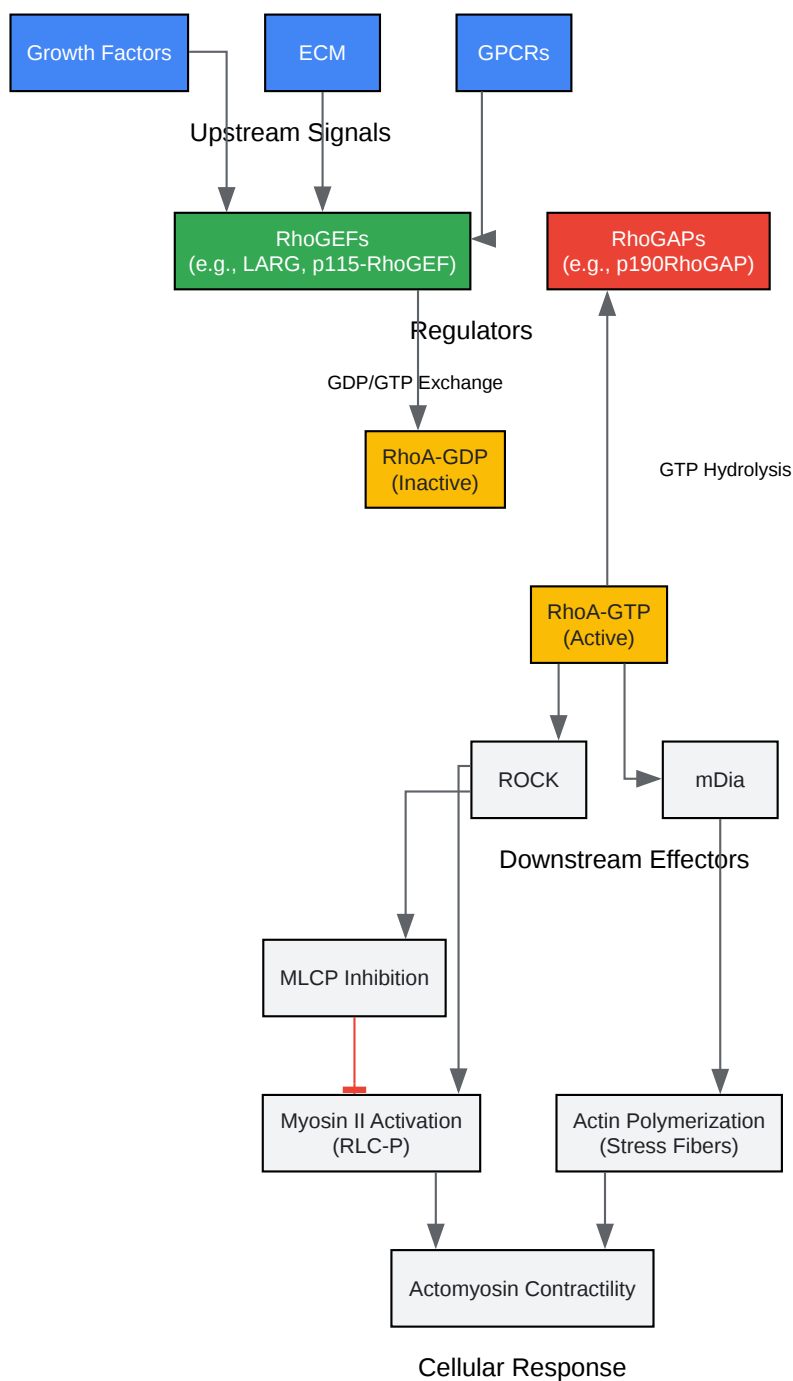 Growth Factors
ECM
GPCRs
Upstream Signals
RhoGEFs
(e.g., LARG, p115-RhoGEF)
RhoGAPs
(e.g., p190RhoGAP)
Regulators
GDP/GTP Exchange
RhoA-GDP
(Inactive)
GTP Hydrolysis
RhoA-GTP
(Active)
ROCK
mDia
Downstream Effectors
MLCP Inhibition
Myosin II Activation
(RLC-P)
Actin Polymerization
(Stress Fibers)
Actomyosin Contractility
Cellular Response